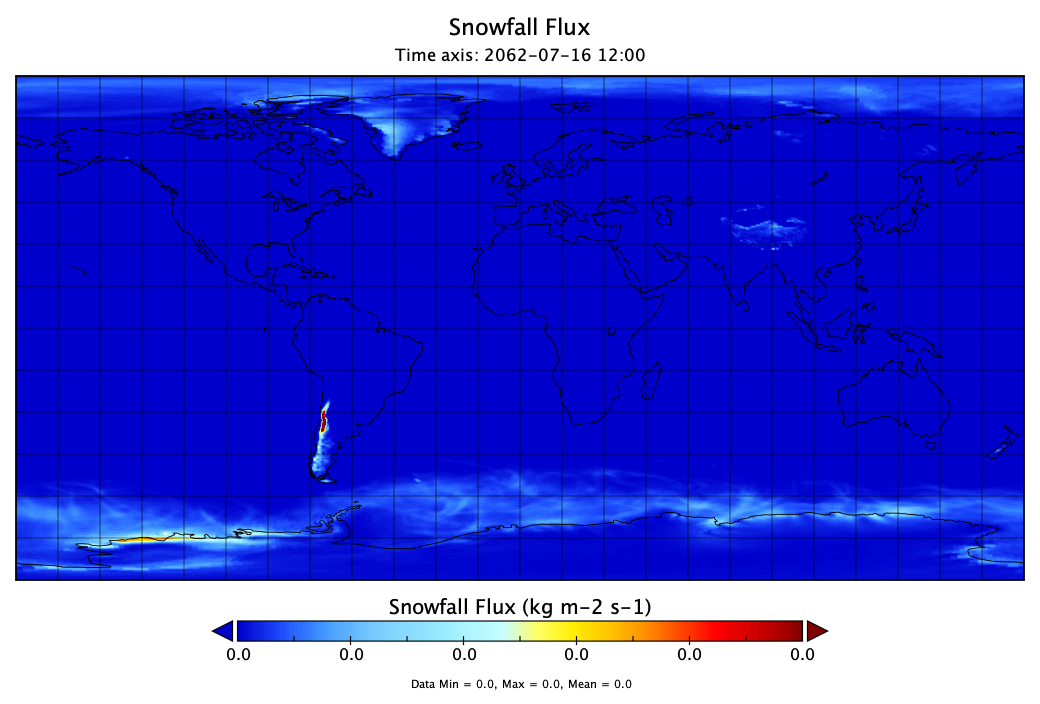 Snowfall Flux
Time axis: 2062-07-16 12:00
Snowfall Flux (kg m-2 s-1)
0.0 0.0 0.0 0.0 0.0 0.0
Data Min = 0.0, Max = 0.0, Mean = 0.0